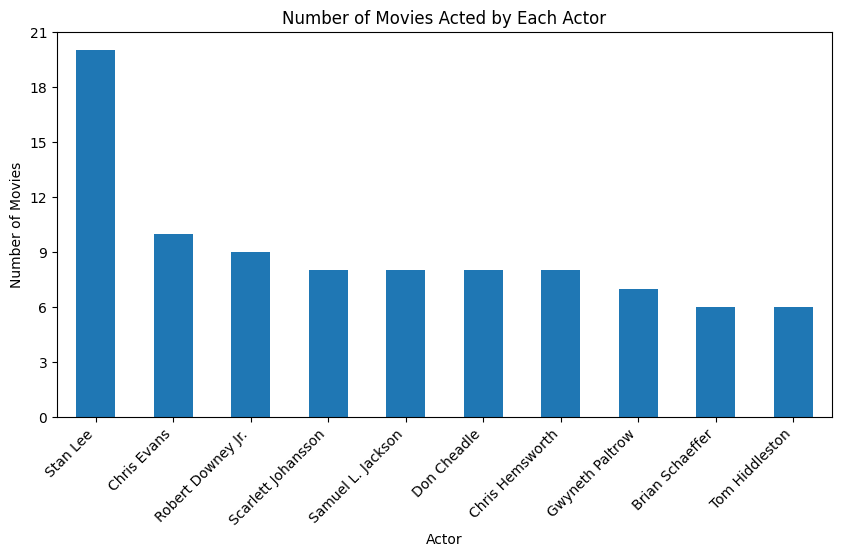 Number of Movies Acted by Each Actor
21
18
15
12
9
6
3
0
Number of Movies
Stan Lee
Chris Evans
Robert Downey Jr.
Scarlett Johansson
Samuel L. Jackson
Don Cheadle
Chris Hemsworth
Gwyneth Paltrow
Brian Schaeffer
Tom Hiddleston
Actor